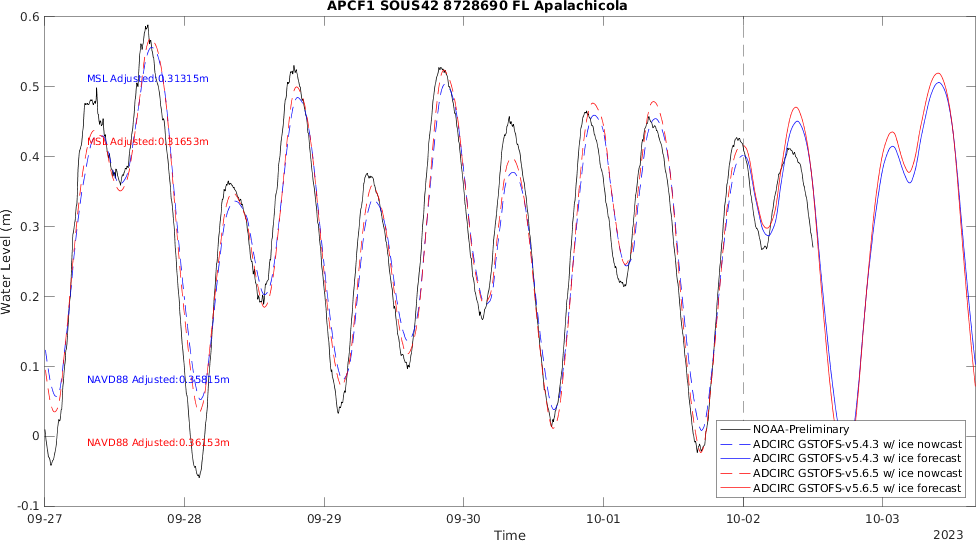 APCF1 SOUS42 8728690 FL Apalachicola
Water Level (m)
0.6
0.5
0.4
0.3
0.2
0.1
0
-0.1
MSL Adjusted:0.31315m
MSL Adjusted:0.31653m
NAVD88 Adjusted:0.35815m
NAVD88 Adjusted:0.36153m
NOAA-Preliminary
ADCIRC GSTOFS-v5.4.3 w/ ice nowcast
ADCIRC GSTOFS-v5.4.3 w/ ice forecast
ADCIRC GSTOFS-v5.6.5 w/ ice nowcast
ADCIRC GSTOFS-v5.6.5 w/ ice forecast
09-27 09-28 09-29 09-30 10-01 10-02 10-03
Time
2023